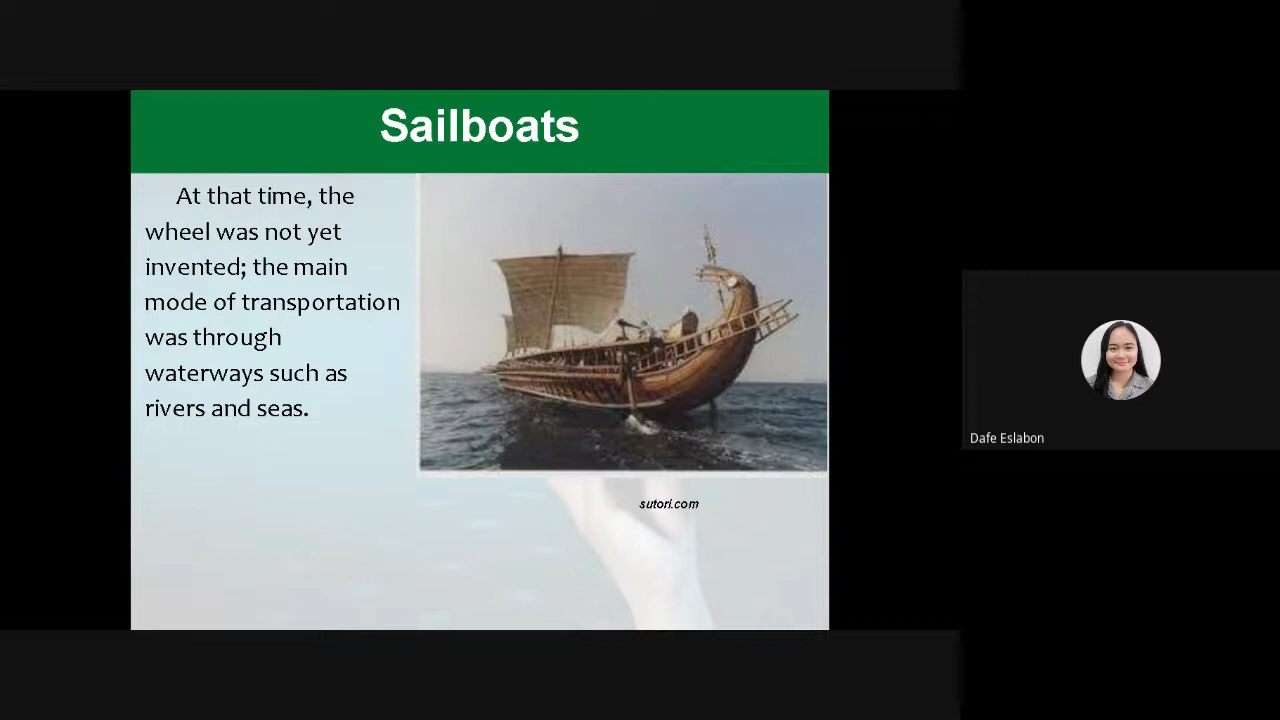 Sailboats
At that time, the
wheel was not yet
invented; the main
mode of transportation
was through
waterways such as
rivers and seas.
sutori.com
Dafe Eslabon